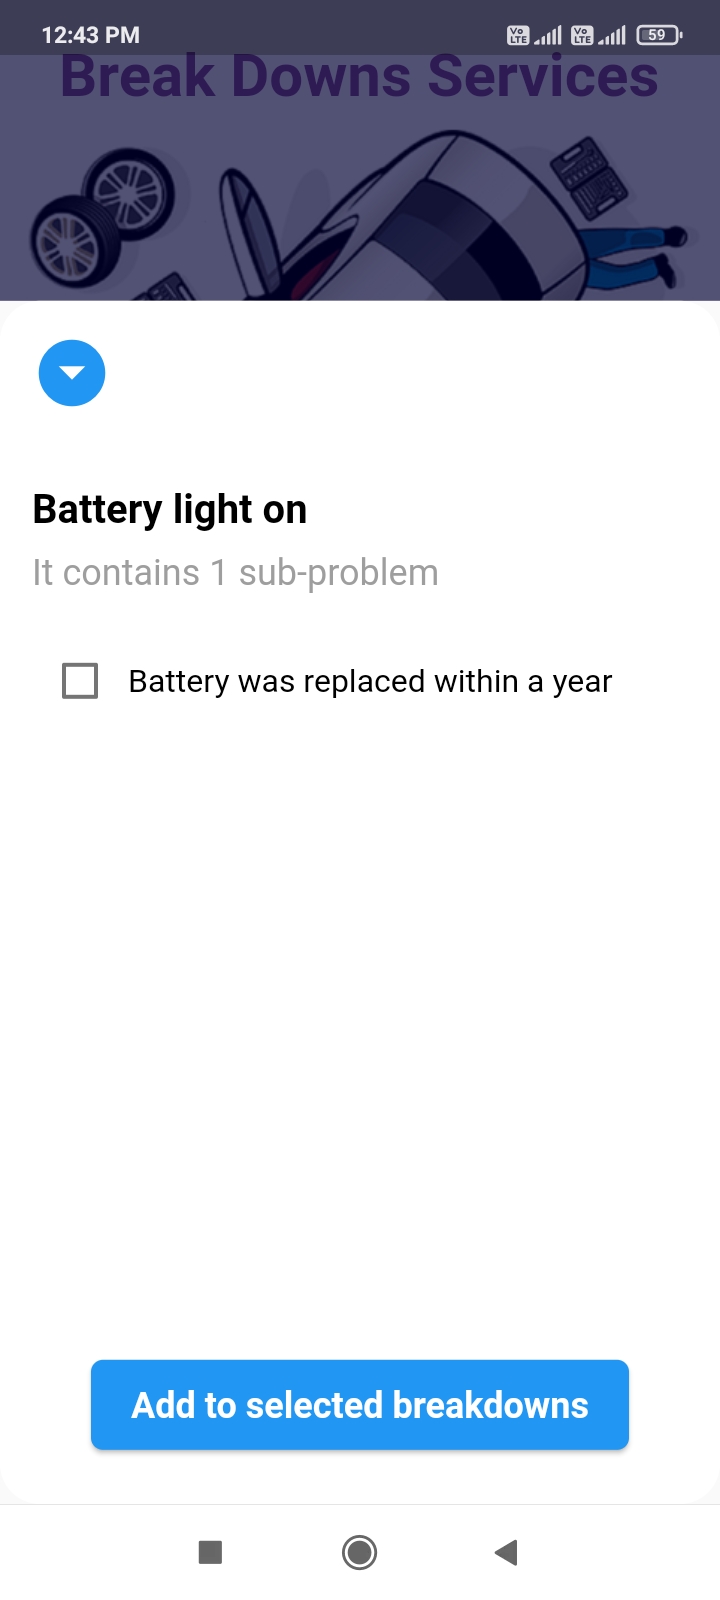 12:43 PM
Vo LTE Vo LTE 59
Break Downs Services
Battery light on
It contains 1 sub-problem
Battery was replaced within a year
Add to selected breakdowns